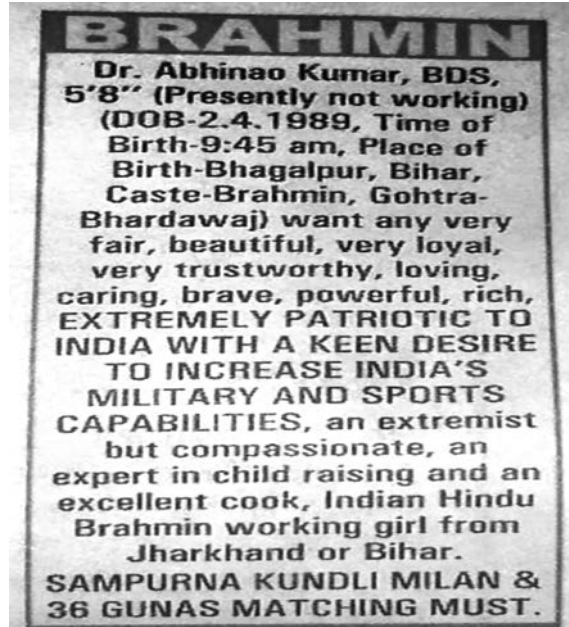 BRAHMIN
Dr. Abhinao Kumar, BDS,
5'8'' (Presently not working)
(DOB-2.4.1989, Time of
Birth-9:45 am, Place of
Birth-Bhagalpur, Bihar,
Caste-Brahmin, Gohtra-
Bhardawaj) want any very
fair, beautiful, very loyal,
very trustworthy, loving,
caring, brave, powerful, rich,
EXTREMELY PATRIOTIC TO
INDIA WITH A KEEN DESIRE
TO INCREASE INDIA'S
MILITARY AND SPORTS
CAPABILITIES, an extremist
but compassionate, an
expert in child raising and an
excellent cook, Indian Hindu
Brahmin working girl from
Jharkhand or Bihar.
SAMPURNA KUNDLI MILAN &
36 GUNAS MATCHING MUST.